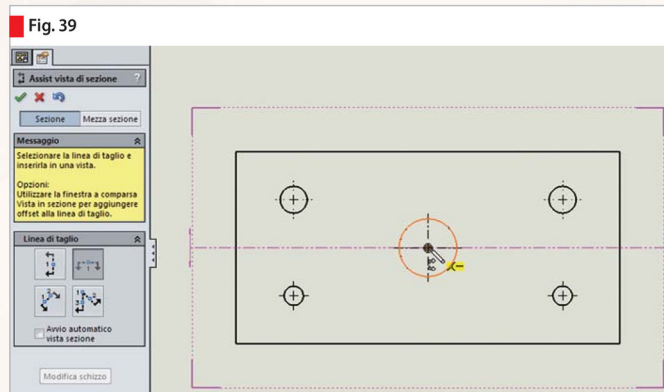 Fig. 39
Assist vista di sezione ?
Sezione Mezza sezione
Messaggio
Selezionare la linea di taglio e
inserirla in una vista.
Opzioni:
Utilizzare la finestra a comparsa
Vista in sezione per aggiungere
offset alla linea di taglio.
Linea di taglio
Avvio automatico
vista sezione
Modifica schizzo